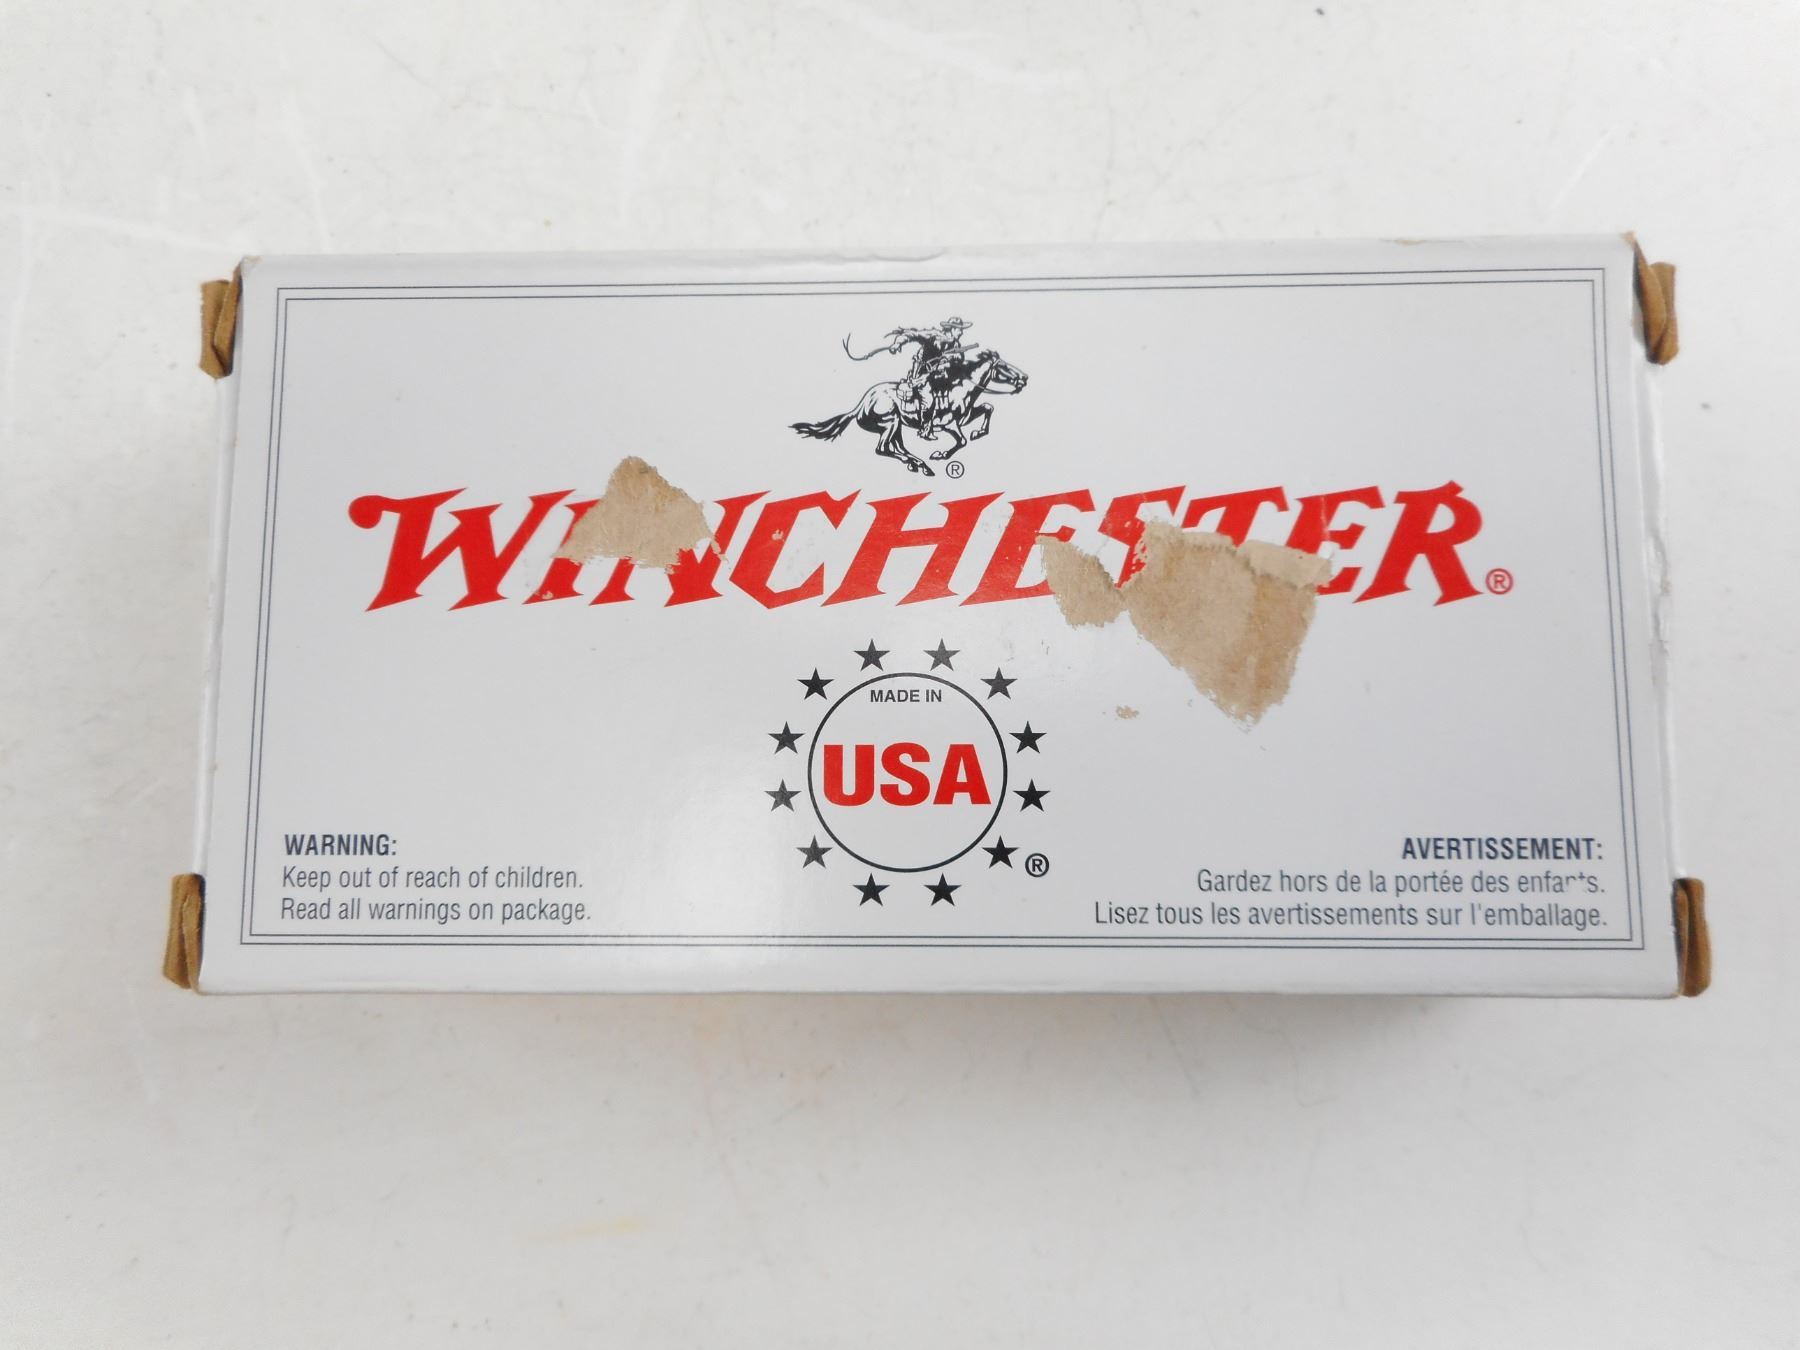 ®
WINCHESTER®
MADE IN
USA
®
WARNING:
Keep out of reach of children.
Read all warnings on package.
AVERTISSEMENT:
Gardez hors de la portée des enfants.
Lisez tous les avertissements sur l'emballage.